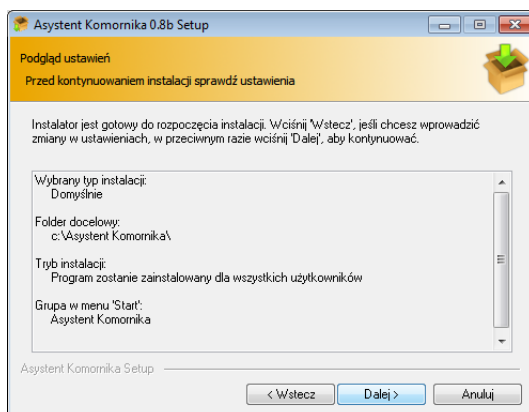 Asystent Komornika 0.8b Setup
Podgląd ustawień
Przed kontynuowaniem instalacji sprawdź ustawienia
Instalator jest gotowy do rozpoczęcia instalacji. Wciśnij 'Wstecz', jeśli chcesz wprowadzić
zmiany w ustawieniach, w przeciwnym razie wciśnij 'Dalej', aby kontynuować.
Wybrany typ instalacji:
Domyślnie
Folder docelowy:
c:\Asystent Komornika\
Tryb instalacji:
Program zostanie zainstalowany dla wszystkich użytkowników
Grupa w menu 'Start':
Asystent Komornika
Asystent Komornika Setup
< Wstecz Dalej > Anuluj